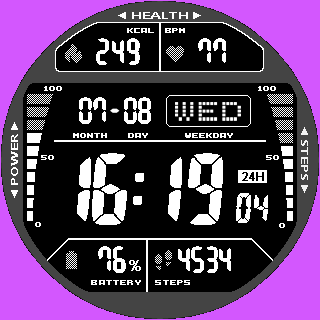 ◀ HEALTH ▶
KCAL BPM
249 77
100 100
07-08 WED
MONTH DAY WEEKDAY
◀ POWER ▶
◀ STEPS ▶
50 50
16:19 24H
04
0 0
76% 4534
BATTERY STEPS